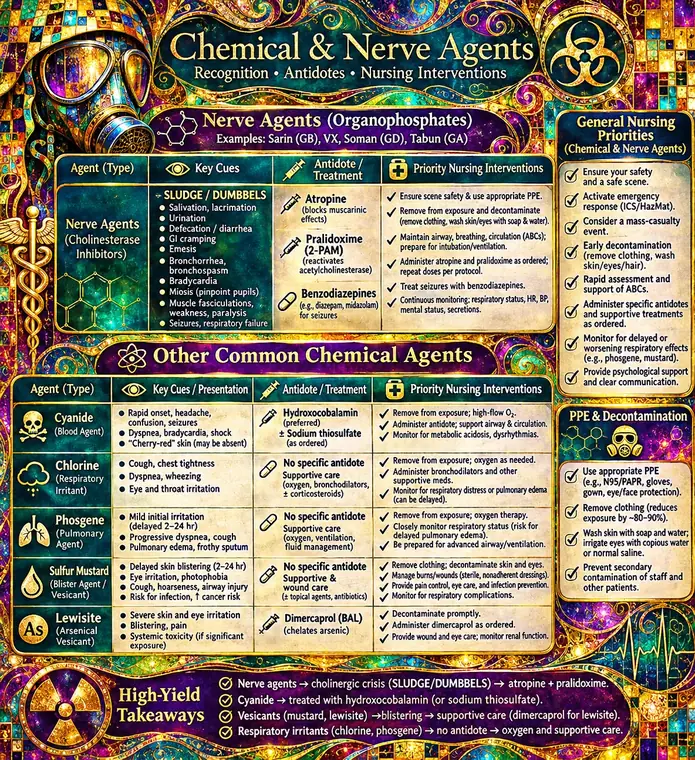 Chemical & Nerve Agents
Recognition • Antidotes • Nursing Interventions
Nerve Agents (Organophosphates)
Examples: Sarin (GB), VX, Soman (GD), Tabun (GA)
Agent (Type)
Key Cues
Antidote /
Treatment
Priority Nursing Interventions
Nerve Agents
(Cholinesterase
Inhibitors)
SLUDGE / DUMBBELS
• Salivation, lacrimation
• Urination
• Defecation / diarrhea
• GI cramping
• Emesis
• Bronchorrhea,
bronchospasm
• Bradycardia
• Miosis (pinpoint pupils)
• Muscle fasciculations,
weakness, paralysis
• Seizures, respiratory failure
Atropine
(blocks muscarinic
effects)
Pralidoxime
(2-PAM)
(reactivates
acetylcholinesterase)
Benzodiazepines
(e.g., diazepam, midazolam)
for seizures
✓ Ensure scene safety & use appropriate PPE.
✓ Remove from exposure and decontaminate
(remove clothing, wash skin/eyes with soap & water).
✓ Maintain airway, breathing, circulation (ABCs);
prepare for intubation/ventilation.
✓ Administer atropine and pralidoxime as ordered;
repeat doses per protocol.
✓ Treat seizures with benzodiazepines.
✓ Continuous monitoring: respiratory status, HR, BP,
mental status, secretions.
General Nursing
Priorities
(Chemical & Nerve Agents)
✓ Ensure your safety
and a safe scene.
✓ Activate emergency
response (ICS/HazMat).
✓ Consider a mass-casualty
event.
✓ Early decontamination
(remove clothing, wash
skin/eyes/hair).
✓ Rapid assessment and
support of ABCs.
✓ Administer specific antidotes
and supportive treatments
as ordered.
✓ Monitor for delayed or
worsening respiratory effects
(e.g., phosgene, mustard).
✓ Provide psychological support
and clear communication.
Other Common Chemical Agents
Agent (Type)
Key Cues / Presentation
Antidote / Treatment
Priority Nursing Interventions
Cyanide
(Blood Agent)
• Rapid onset, headache,
confusion, seizures
• Dyspnea, bradycardia, shock
• "Cherry-red" skin (may be absent)
Hydroxocobalamin
(preferred)
± Sodium thiosulfate
(as ordered)
✓ Remove from exposure; high-flow O₂.
✓ Administer antidote; support airway & circulation.
✓ Monitor for metabolic acidosis, dysrhythmias.
Chlorine
(Respiratory
Irritant)
• Cough, chest tightness
• Dyspnea, wheezing
• Eye and throat irritation
No specific antidote
Supportive care
(oxygen, bronchodilators,
± corticosteroids)
✓ Remove from exposure; oxygen as needed.
✓ Administer bronchodilators and other
supportive meds.
✓ Monitor for respiratory distress or pulmonary edema
(can be delayed).
Phosgene
(Pulmonary
Agent)
• Mild initial irritation
(delayed 2–24 hr)
• Progressive dyspnea, cough
• Pulmonary edema, frothy sputum
No specific antidote
Supportive care
(oxygen, ventilation,
fluid management)
✓ Remove from exposure; oxygen therapy.
✓ Closely monitor respiratory status (risk for
delayed pulmonary edema).
✓ Be prepared for advanced airway/ventilation.
Sulfur Mustard
(Blister Agent /
Vesicant)
• Delayed skin blistering (2–24 hr)
• Eye irritation, photophobia
• Cough, hoarseness, airway injury
• Risk for infection, ↑ cancer risk
No specific antidote
Supportive &
wound care
(± topical agents, antibiotics)
✓ Remove clothing; decontaminate skin and eyes.
✓ Manage burns/wounds (sterile, nonadherent dressings).
✓ Provide pain control, eye care, and infection prevention.
✓ Monitor for respiratory complications.
As
Lewisite
(Arsenical
Vesicant)
• Severe skin and eye irritation
• Blistering, pain
• Systemic toxicity (if significant
exposure)
Dimercaprol (BAL)
(chelates arsenic)
✓ Decontaminate promptly.
✓ Administer dimercaprol as ordered.
✓ Provide wound and eye care; monitor renal function.
PPE & Decontamination
✓ Use appropriate PPE
(e.g., N95/PAPR, gloves,
gown, eye/face protection).
✓ Remove clothing (reduces
exposure by ~80–90%).
✓ Wash skin with soap and water;
irrigate eyes with copious water
or normal saline.
✓ Prevent secondary
contamination of staff and
other patients.
High-Yield
Takeaways
✓ Nerve agents → cholinergic crisis (SLUDGE/DUMBBELS) → atropine + pralidoxime.
✓ Cyanide → treated with hydroxocobalamin (or sodium thiosulfate).
✓ Vesicants (mustard, lewisite) →blistering → supportive care (dimercaprol for lewisite).
✓ Respiratory irritants (chlorine, phosgene) → no antidote → oxygen and supportive care.